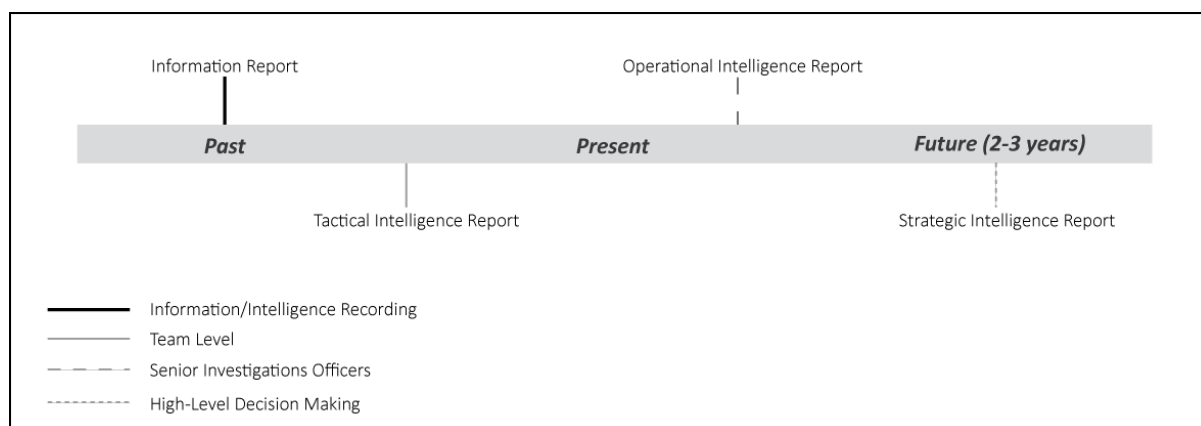 Information Report
Operational Intelligence Report
Past
Present
Future (2-3 years)
Tactical Intelligence Report
Strategic Intelligence Report
Information/Intelligence Recording
Team Level
Senior Investigations Officers
High-Level Decision Making